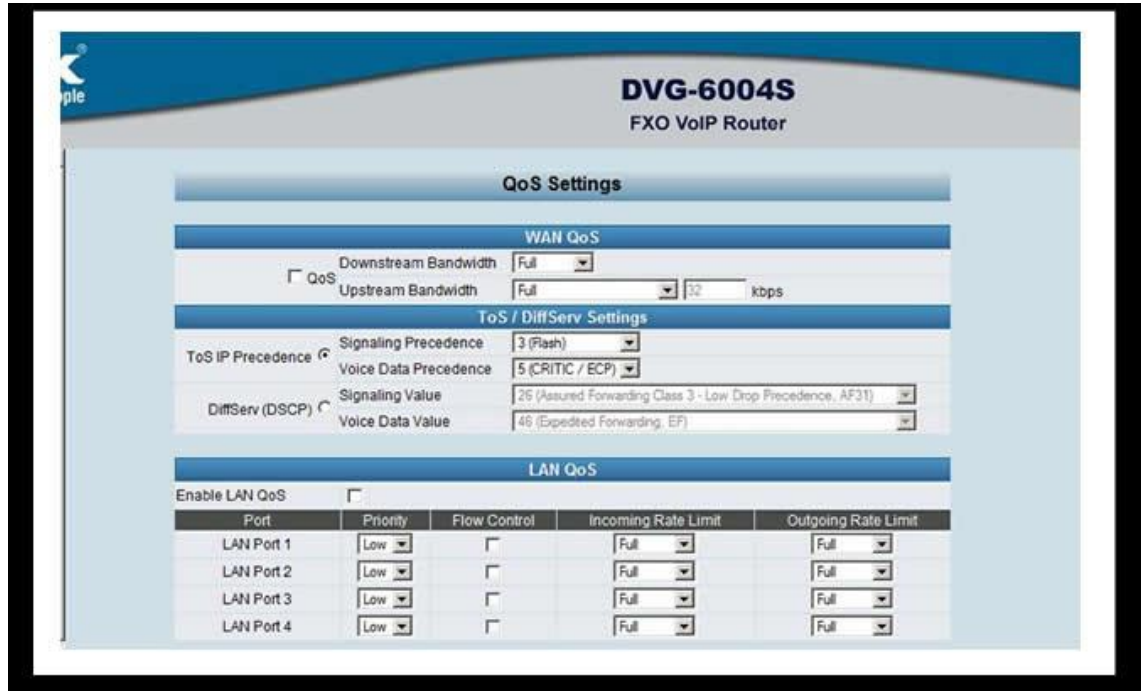 ple
DVG-6004S
FXO VoIP Router
QoS Settings
WAN QoS
QoS
Downstream Bandwidth Full
Upstream Bandwidth Full 32 kbps
ToS / DiffServ Settings
ToS IP Precedence
Signaling Precedence 3 (Flash)
Voice Data Precedence 5 (CRITIC / ECP)
DiffServ (DSCP)
Signaling Value 26 (Assured Forwarding Class 3 - Low Drop Precedence, AF31)
Voice Data Value 46 (Expedited Forwarding, EF)
LAN QoS
Enable LAN QoS
Port Priority Flow Control Incoming Rate Limit Outgoing Rate Limit
LAN Port 1 Low Full Full
LAN Port 2 Low Full Full
LAN Port 3 Low Full Full
LAN Port 4 Low Full Full